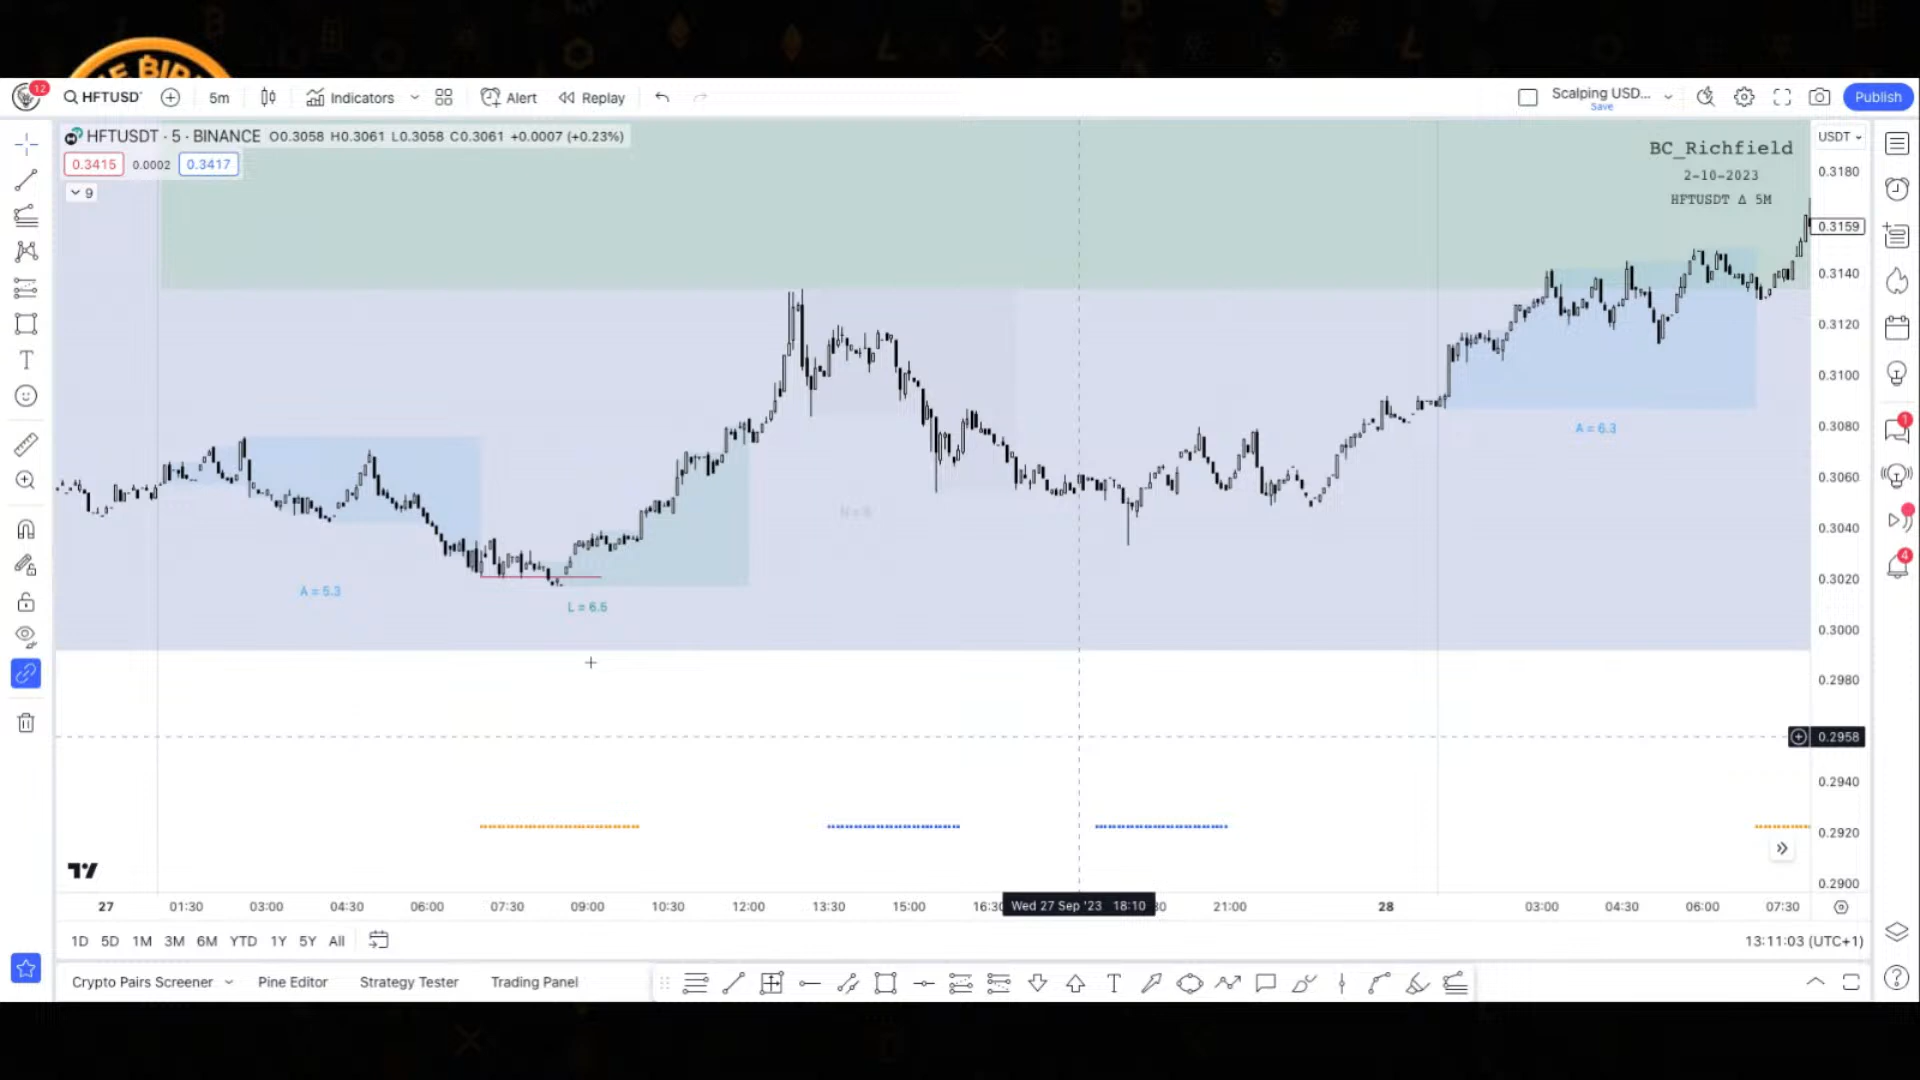 12
HFTUSD
5m
Indicators
Alert
Replay
Scalping USD...
Save
Publish
HFTUSDT · 5 · BINANCE O0.3058 H0.3061 L0.3058 C0.3061 +0.0007 (+0.23%)
0.3415 0.0002 0.3417
9
BC_Richfield
2-10-2023
HFTUSDT Δ 5M
USDT
0.3180
0.3159
0.3140
0.3120
0.3100
0.3080
0.3060
0.3040
0.3020
0.3000
0.2980
0.2958
0.2940
0.2920
0.2900
A = 6.3
A = 5.3
L = 6.5
1
4
27 01:30 03:00 04:30 06:00 07:30 09:00 10:30 12:00 13:30 15:00 16:30 Wed 27 Sep '23 18:10 21:00 28 03:00 04:30 06:00 07:30
1D 5D 1M 3M 6M YTD 1Y 5Y All
13:11:03 (UTC+1)
Crypto Pairs Screener Pine Editor Strategy Tester Trading Panel